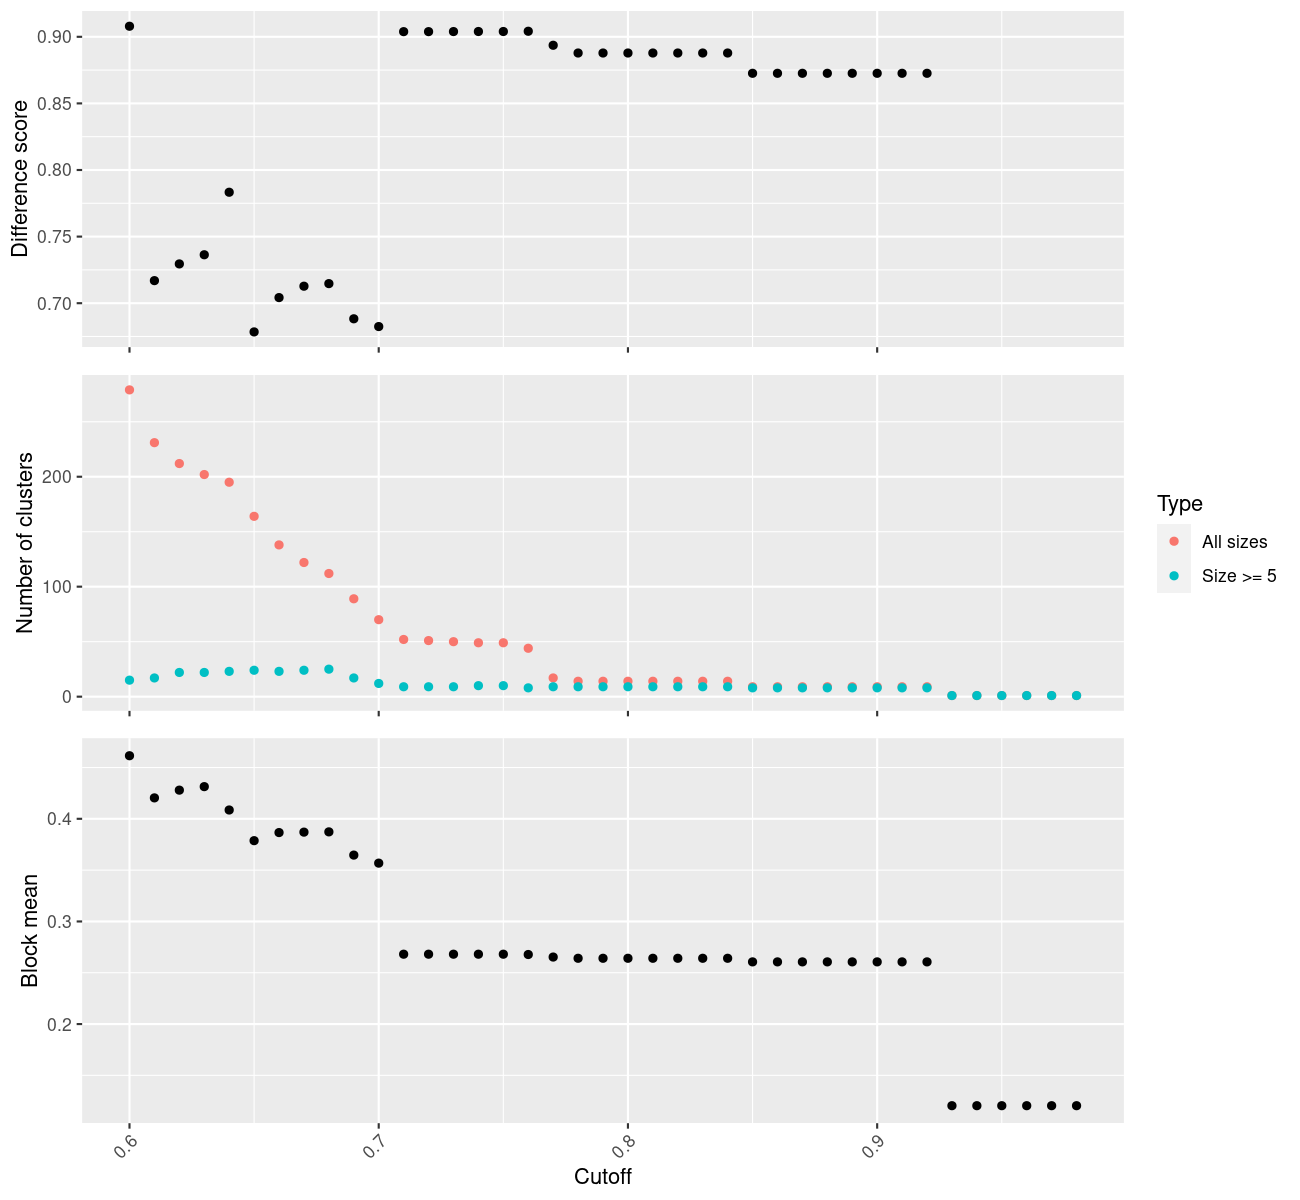 Difference score
0.90
0.85
0.80
0.75
0.70
Number of clusters
200
100
0
Type
All sizes
Size >= 5
Block mean
0.4
0.3
0.2
0.6
0.7
0.8
0.9
Cutoff